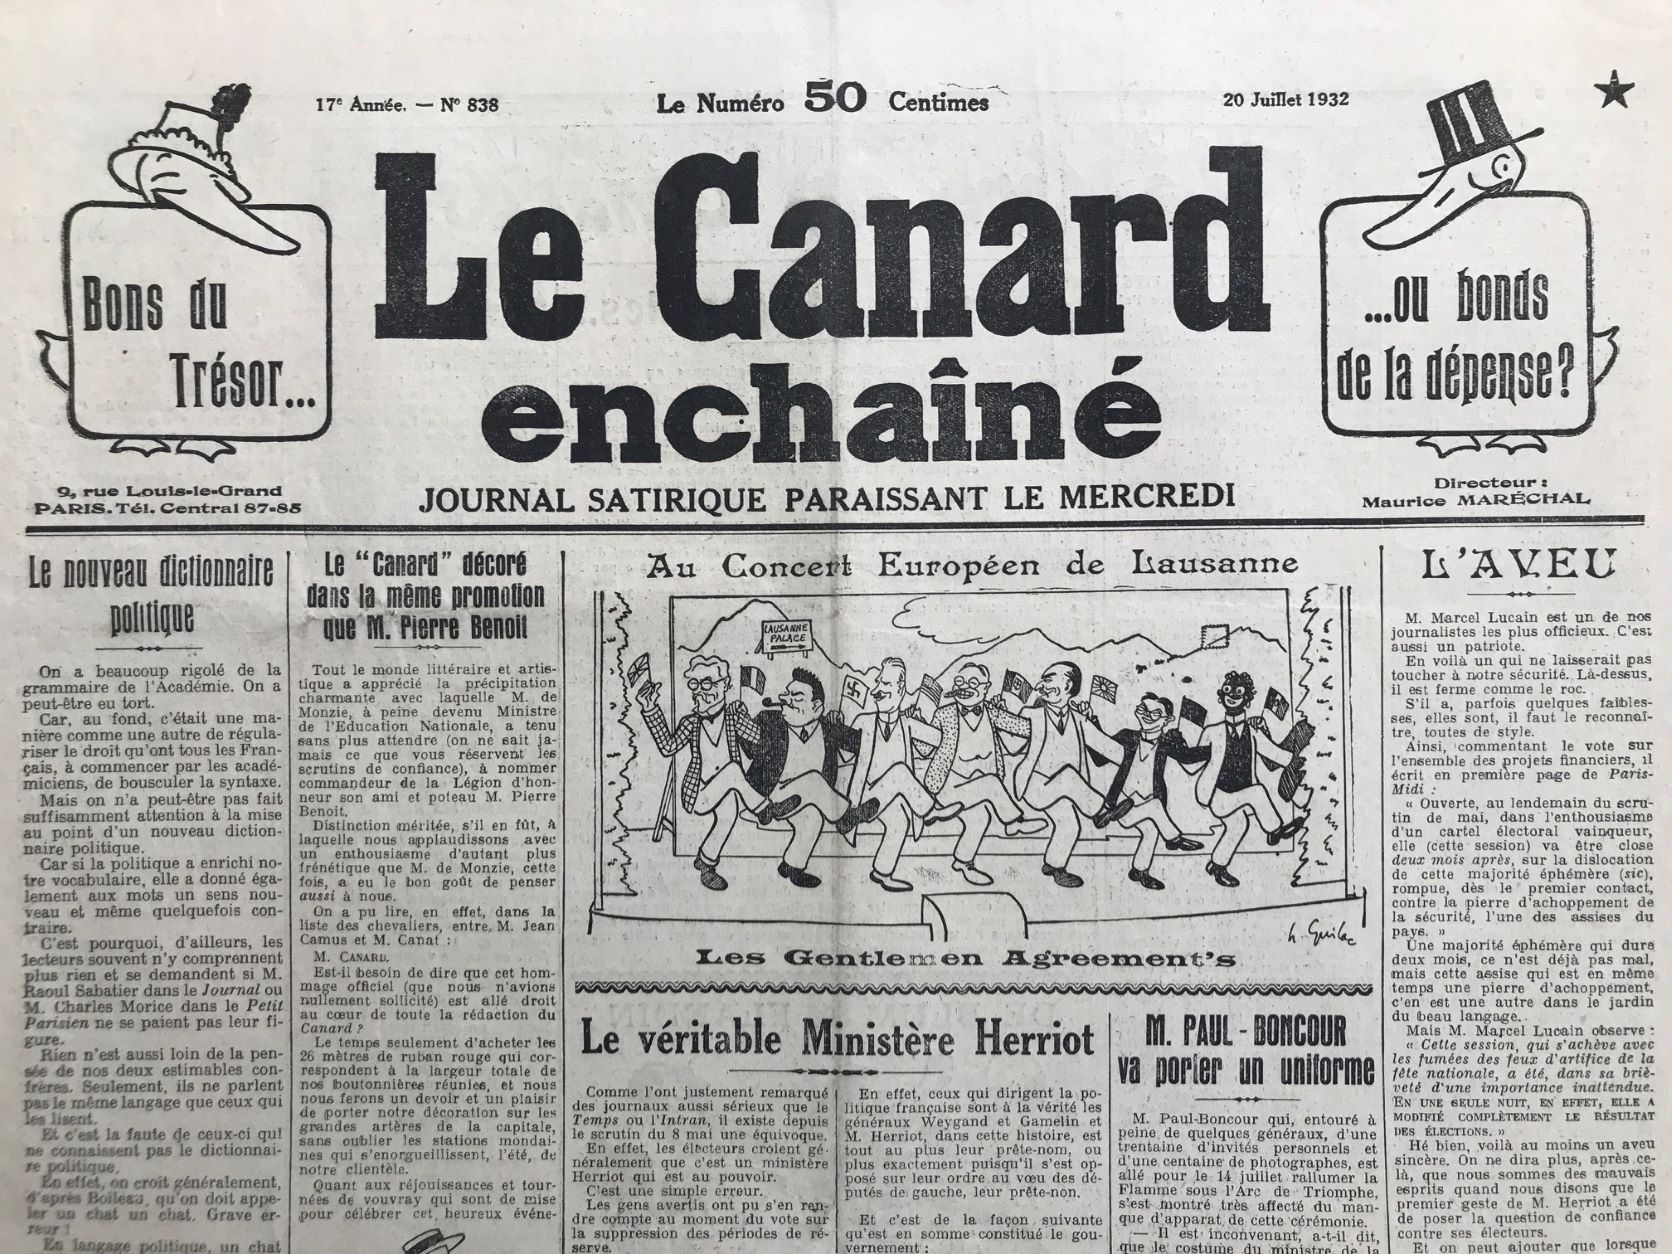 17e Année. — N° 838
Le Numéro 50 Centimes
20 Juillet 1932
Bons du
Trésor...
Le Canard
enchaîné
...ou bonds
de la dépense?
9, rue Louis-le-Grand
PARIS. Tél. Central 87-85
JOURNAL SATIRIQUE PARAISSANT LE MERCREDI
Directeur :
Maurice MARÉCHAL
Le nouveau dictionnaire
politique
On a beaucoup rigolé de la
grammaire de l'Académie. On a
peut-être eu tort.
Car, au fond, c'était une ma-
nière comme une autre de régula-
riser le droit qu'ont tous les Fran-
çais, à commencer par les acadé-
miciens, de bousculer la syntaxe.
Mais on n'a peut-être pas fait
suffisamment attention à la mise
au point d'un nouveau diction-
naire politique.
Car si la politique a enrichi no-
tre vocabulaire, elle a donné éga-
lement aux mots un sens nou-
veau et même quelquefois con-
traire.
C'est pourquoi, d'ailleurs, les
lecteurs souvent n'y comprennent
plus rien et se demandent si M.
Raoul Sabatier dans le Journal ou
M. Charles Morice dans le Petit
Parisien ne se paient pas leur fi-
gure.
Rien n'est aussi loin de la pen-
sée de nos deux estimables con-
frères. Seulement, ils ne parlent
pas le même langage que ceux qui
les lisent.
Et c'est la faute de ceux-ci qui
ne connaissent pas le dictionnai-
re politique.
En effet, on croit généralement,
d'après Boileau, qu'on doit appe-
ler un chat un chat. Grave er-
reur !
En langage politique, un chat
Le "Canard" décoré
dans la même promotion
que M. Pierre Benoit
Tout le monde littéraire et artis-
tique a apprécié la précipitation
charmante avec laquelle M. de
Monzie, à peine devenu Ministre
de l'Education Nationale, a tenu
sans plus attendre (on ne sait ja-
mais ce que vous réservent les
scrutins de confiance), à nommer
commandeur de la Légion d'hon-
neur son ami et poteau M. Pierre
Benoit.
Distinction méritée, s'il en fût, à
laquelle nous applaudissons avec
un enthousiasme d'autant plus
frénétique que M. de Monzie, cette
fois, a eu le bon goût de penser
aussi à nous.
On a pu lire, en effet, dans la
liste des chevaliers, entre M. Jean
Camus et M. Canat :
M. CANARD.
Est-il besoin de dire que cet hom-
mage officiel (que nous n'avions
nullement sollicité) est allé droit
au cœur de toute la rédaction du
Canard ?
Le temps seulement d'acheter les
26 mètres de ruban rouge qui cor-
respondent à la largeur totale de
nos boutonnières réunies, et nous
nous ferons un devoir et un plaisir
de porter notre décoration sur les
grandes artères de la capitale,
sans oublier les stations mondai-
nes qui s'enorgueillissent, l'été, de
notre clientèle.
Quant aux réjouissances et tour-
nées de vouvray qui sont de mise
pour célébrer cet heureux événe-
Au Concert Européen de Lausanne
LAUSANNE
PALACE
h. Guilac
Les Gentlemen Agreement's
Le véritable Ministère Herriot
Comme l'ont justement remarqué
des journaux aussi sérieux que le
Temps ou l'Intran, il existe depuis
le scrutin du 8 mai une équivoque.
En effet, les électeurs croient gé-
néralement que c'est un ministère
Herriot qui est au pouvoir.
C'est une simple erreur.
Les gens avertis ont pu s'en ren-
dre compte au moment du vote sur
la suppression des périodes de ré-
serve.
En effet, ceux qui dirigent la po-
litique française sont à la vérité les
généraux Weygand et Gamelin et
M. Herriot, dans cette histoire, est
tout au plus leur prête-nom, ou
plus exactement puisqu'il s'est op-
posé sur leur ordre au vœu des dé-
putés de gauche, leur prête-non.
Et c'est de la façon suivante
qu'est en somme constitué le gou-
vernement :
M. PAUL-BONCOUR
va porter un uniforme
M. Paul-Boncour qui, entouré à
peine de quelques généraux, d'une
trentaine d'invités personnels et
d'une centaine de photographes, est
allé pour le 14 juillet rallumer la
Flamme sous l'Arc de Triomphe,
s'est montré très affecté du man-
que d'apparat de cette cérémonie.
— Il est inconvenant, a-t-il dit,
que le costume du ministre de la
L'AVEU
M. Marcel Lucain est un de nos
journalistes les plus officieux. C'est
aussi un patriote.
En voilà un qui ne laisserait pas
toucher à notre sécurité. Là-dessus,
il est ferme comme le roc.
S'il a, parfois quelques faibles-
ses, elles sont, il faut le reconnaî-
tre, toutes de style.
Ainsi, commentant le vote sur
l'ensemble des projets financiers, il
écrit en première page de Paris-
Midi :
« Ouverte, au lendemain du scru-
tin de mai, dans l'enthousiasme
d'un cartel électoral vainqueur,
elle (cette session) va être close
deux mois après, sur la dislocation
de cette majorité éphémère (sic),
rompue, dès le premier contact,
contre la pierre d'achoppement de
la sécurité, l'une des assises du
pays. »
Une majorité éphémère qui dure
deux mois, ce n'est déjà pas mal,
mais cette assise qui est en même
temps une pierre d'achoppement,
c'en est une autre dans le jardin
du beau langage.
Mais M. Marcel Lucain observe :
« Cette session, qui s'achève avec
les fumées des feux d'artifice de la
fête nationale, a été, dans sa briè-
veté d'une importance inattendue.
EN UNE SEULE NUIT, EN EFFET, ELLE A
MODIFIÉ COMPLÈTEMENT LE RÉSULTAT
DES ÉLECTIONS. »
Hé bien, voilà au moins un aveu
sincère. On ne dira plus, après ce-
là, que nous sommes des mauvais
esprits quand nous disons que le
premier geste de M. Herriot a été
de poser la question de confiance
contre ses électeurs.
Et on peut ajouter que lorsque